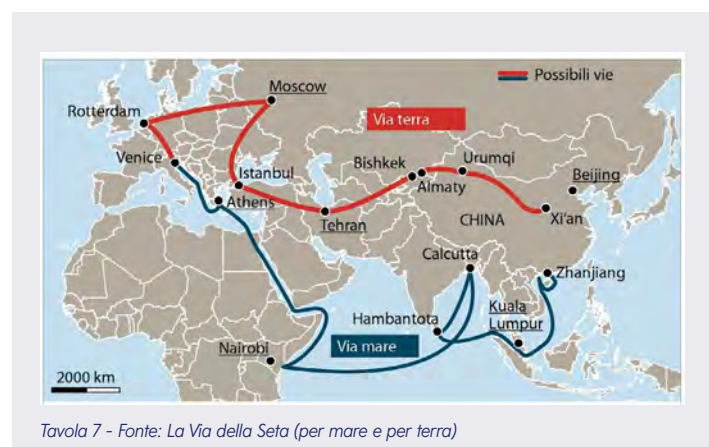 Possibili vie
Moscow
Rotterdam
Via terra
Venice
Istanbul
Bishkek
Urumqi
Almaty
Beijing
Athens
Tehran
CHINA
Xi'an
Calcutta
Zhanjiang
Hambantota
Kuala
Lumpur
Nairobi
Via mare
2000 km
Tavola 7 - Fonte: La Via della Seta (per mare e per terra)